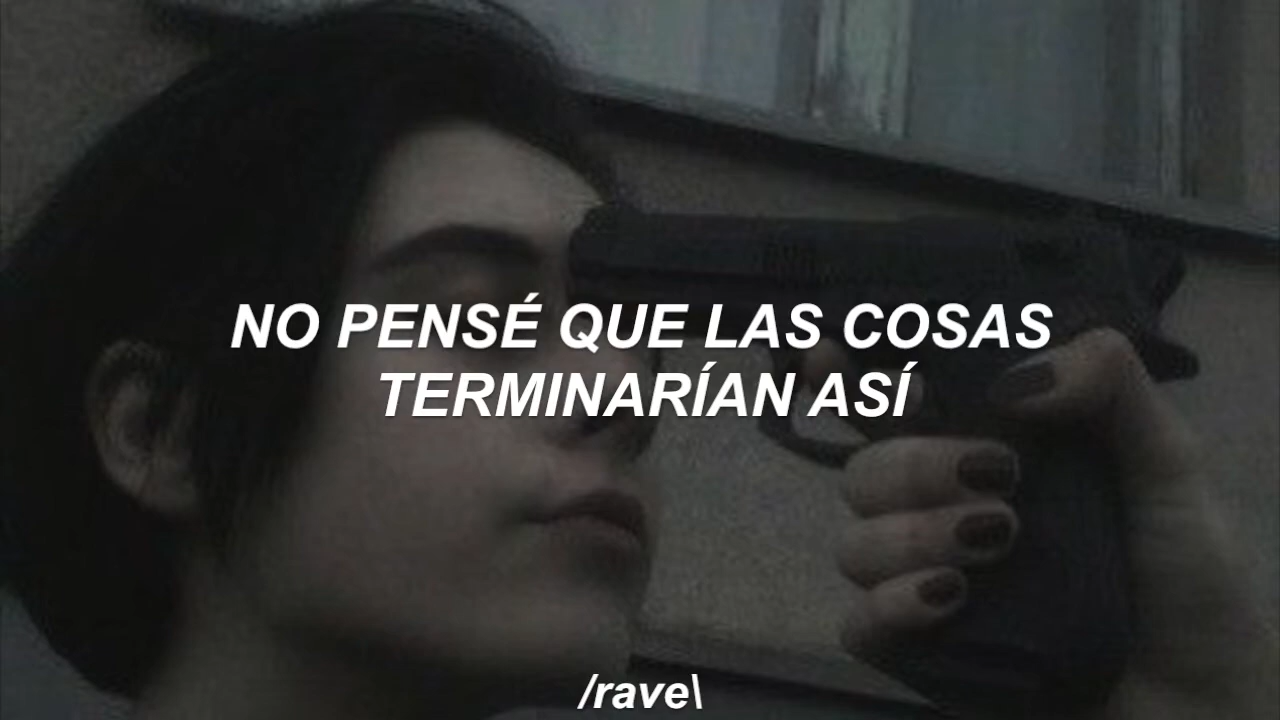 NO PENSÉ QUE LAS COSAS
TERMINARÍAN ASÍ
/rave\